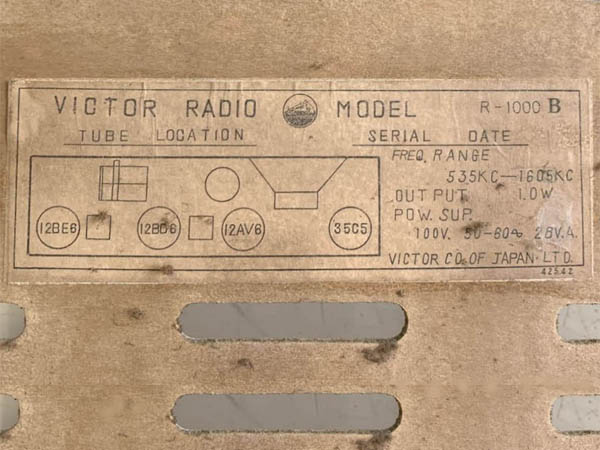 VICTOR RADIO MODEL R-1000 B
TUBE LOCATION SERIAL DATE
FREQ. RANGE
535KC—1605KC
OUTPUT 1.0W
POW. SUP.
100V. 50-60~ 28V.A.
VICTOR CO. OF JAPAN. LTD.
42542
12BE6 12BD6 12AV6 35C5